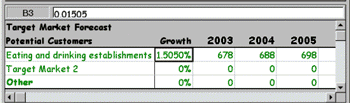 B3 0.01505
Target Market Forecast
Potential Customers Growth 2003 2004 2005
Eating and drinking establishments 1.5050% 678 688 698
Target Market 2 0% 0 0 0
Other 0% 0 0 0